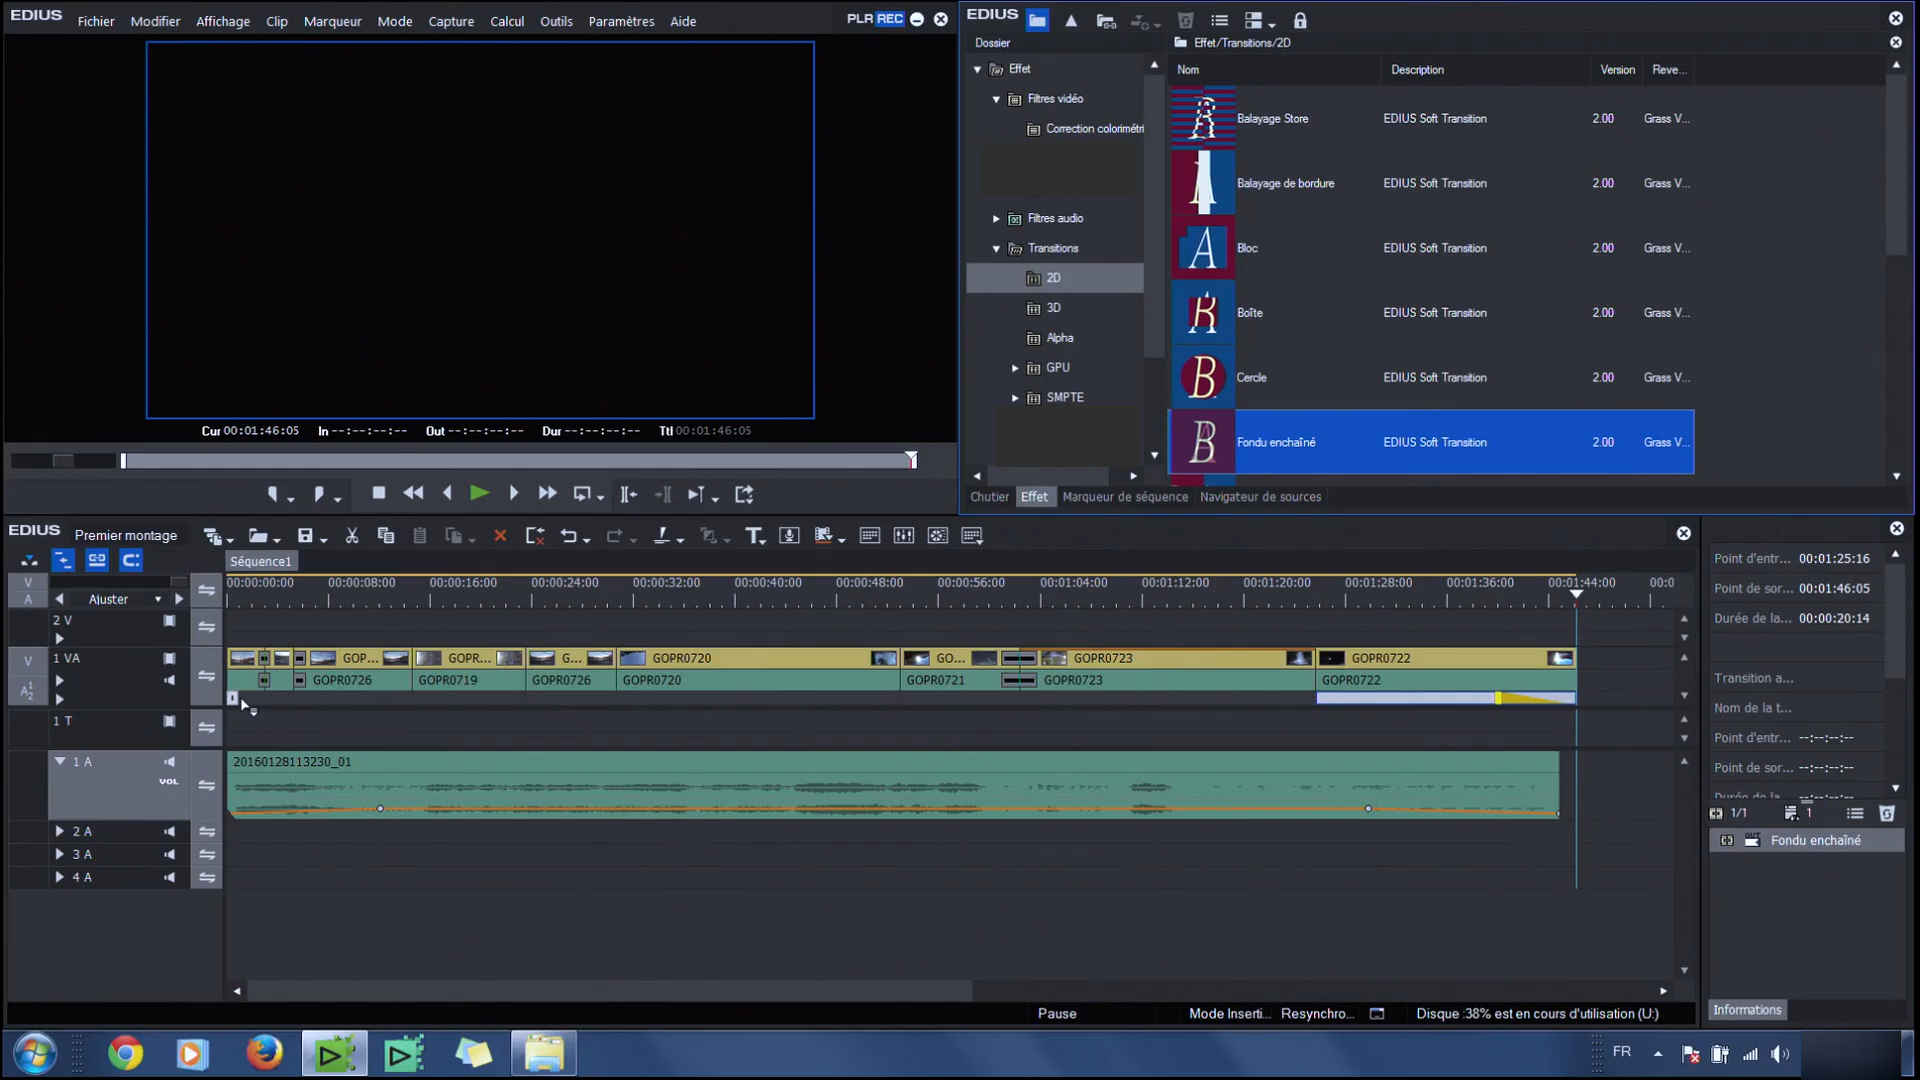 EDIUS Fichier Modifier Affichage Clip Marqueur Mode Capture Calcul Outils Paramètres Aide PLR REC
Cur 00:01:46:05 In --:--:--:-- Out --:--:--:-- Dur --:--:--:-- Ttl 00:01:46:05
EDIUS
Dossier
Effet
Filtres vidéo
Correction colorimétri
Filtres audio
Transitions
2D
3D
Alpha
GPU
SMPTE
Effet/Transitions/2D
Nom Description Version Reve...
Balayage Store EDIUS Soft Transition 2.00 Grass V...
Balayage de bordure EDIUS Soft Transition 2.00 Grass V...
Bloc EDIUS Soft Transition 2.00 Grass V...
Boîte EDIUS Soft Transition 2.00 Grass V...
Cercle EDIUS Soft Transition 2.00 Grass V...
Fondu enchaîné EDIUS Soft Transition 2.00 Grass V...
Chutier Effet Marqueur de séquence Navigateur de sources
EDIUS Premier montage
Séquence1
V
A
Ajuster
00:00:00:00 00:00:08:00 00:00:16:00 00:00:24:00 00:00:32:00 00:00:40:00 00:00:48:00 00:00:56:00 00:01:04:00 00:01:12:00 00:01:20:00 00:01:28:00 00:01:36:00 00:01:44:00 00:0
2 V
V 1 VA GOP... GOPR... G... GOPR0720 GO... GOPR0723 GOPR0722
A12 GOPR0726 GOPR0719 GOPR0726 GOPR0720 GOPR0721 GOPR0723 GOPR0722
1 T
1 A 20160128113230_01
VOL
2 A
3 A
4 A
Point d'entr... 00:01:25:16
Point de sor... 00:01:46:05
Durée de la... 00:00:20:14
Transition a...
Nom de la t...
Point d'entr... --:--:--:--
Point de sor... --:--:--:--
1/1 1
OUT Fondu enchaîné
Informations
Pause Mode Inserti... Resynchro... Disque :38% est en cours d'utilisation (U:)
FR